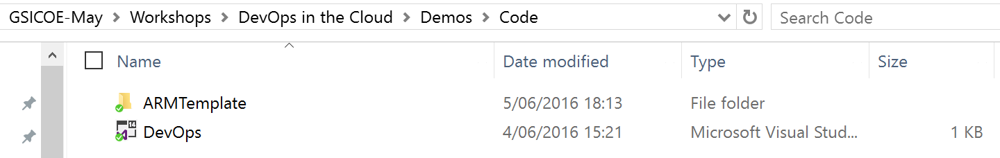 GSICOE-May > Workshops > DevOps in the Cloud > Demos > Code Search Code
Name Date modified Type Size
ARMTemplate 5/06/2016 18:13 File folder
14 DevOps 4/06/2016 15:21 Microsoft Visual Stud... 1 KB